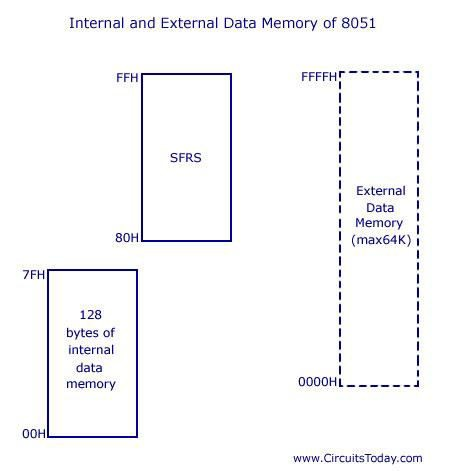 Internal and External Data Memory of 8051
FFH
SFRS
80H
FFFFH
External
Data
Memory
(max64K)
0000H
7FH
128
bytes of
internal
data
memory
00H
www.CircuitsToday.com